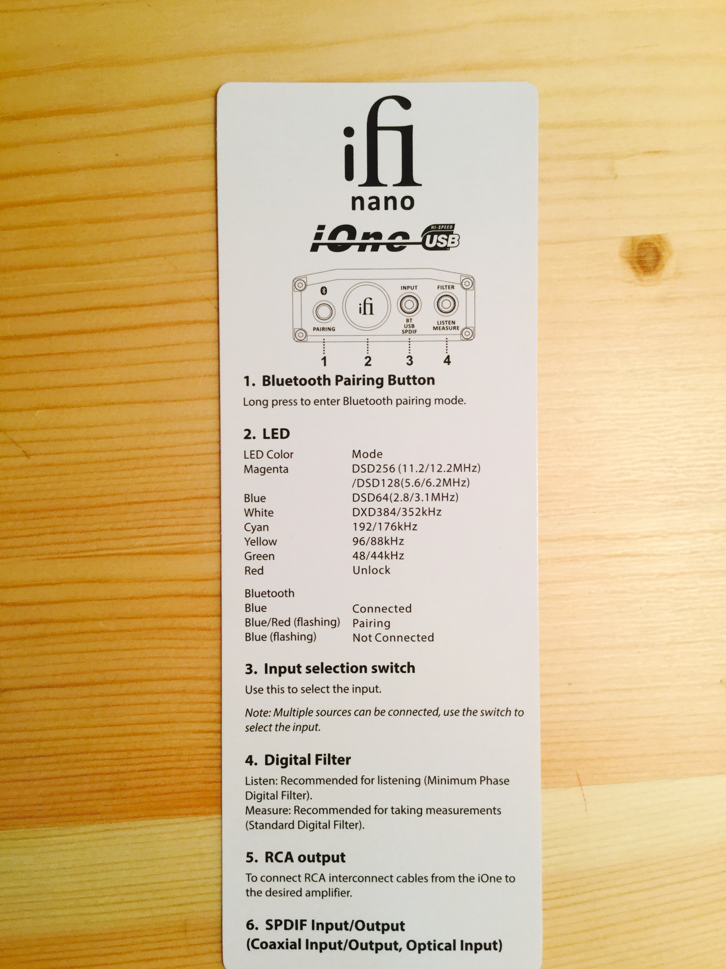 ifi
nano
iOne HI-SPEED USB
INPUT FILTER
ifi
PAIRING BT LISTEN
USB MEASURE
SPDIF
1 2 3 4
1. Bluetooth Pairing Button
Long press to enter Bluetooth pairing mode.
2. LED
LED Color Mode
Magenta DSD256 (11.2/12.2MHz)
/DSD128(5.6/6.2MHz)
Blue DSD64(2.8/3.1MHz)
White DXD384/352kHz
Cyan 192/176kHz
Yellow 96/88kHz
Green 48/44kHz
Red Unlock
Bluetooth
Blue Connected
Blue/Red (flashing) Pairing
Blue (flashing) Not Connected
3. Input selection switch
Use this to select the input.
Note: Multiple sources can be connected, use the switch to
select the input.
4. Digital Filter
Listen: Recommended for listening (Minimum Phase
Digital Filter).
Measure: Recommended for taking measurements
(Standard Digital Filter).
5. RCA output
To connect RCA interconnect cables from the iOne to
the desired amplifier.
6. SPDIF Input/Output
(Coaxial Input/Output, Optical Input)